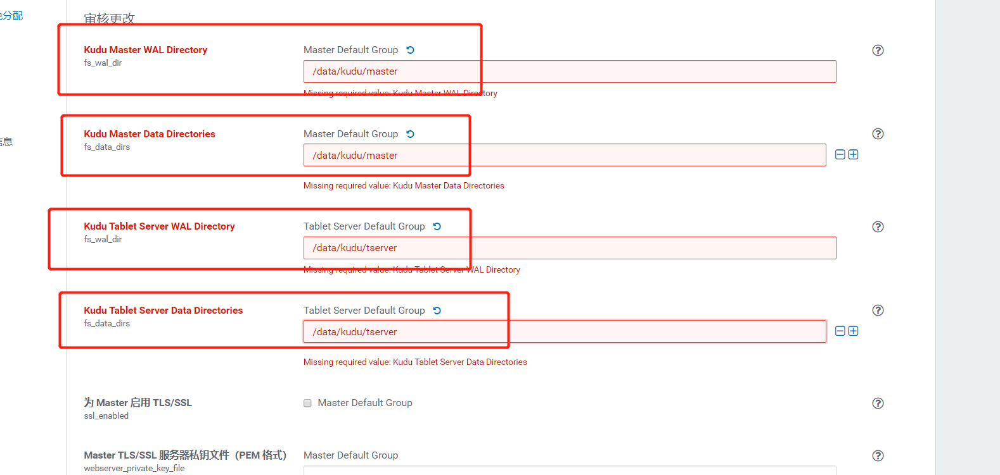 色分配
审核更改
Kudu Master WAL Directory
Master Default Group
fs_wal_dir
/data/kudu/master
Missing required value: Kudu Master WAL Directory
Kudu Master Data Directories
Master Default Group
信息
fs_data_dirs
/data/kudu/master
Missing required value: Kudu Master Data Directories
Kudu Tablet Server WAL Directory
Tablet Server Default Group
fs_wal_dir
/data/kudu/tserver
Missing required value: Kudu Tablet Server WAL Directory
Kudu Tablet Server Data Directories
Tablet Server Default Group
fs_data_dirs
/data/kudu/tserver
Missing required value: Kudu Tablet Server Data Directories
为 Master 启用 TLS/SSL
Master Default Group
ssl_enabled
Master TLS/SSL 服务器私钥文件（PEM 格式）
Master Default Group
webserver_private_key_file